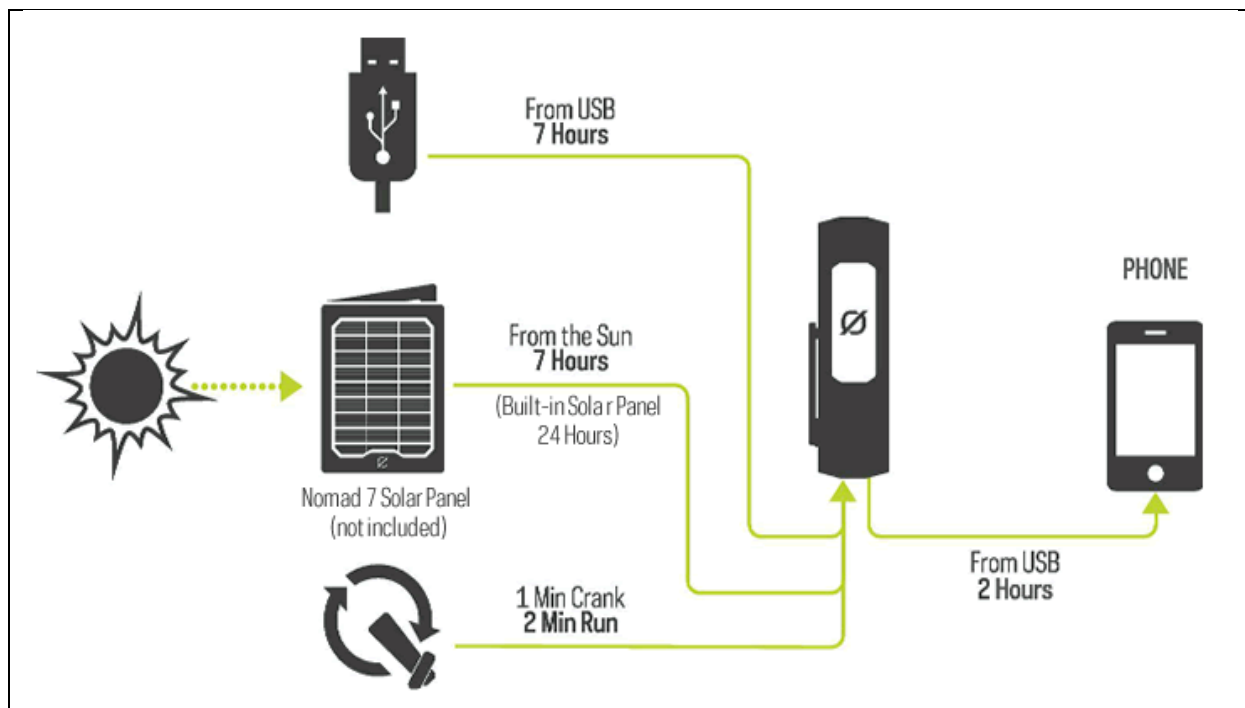 From USB
7 Hours
PHONE
From the Sun
7 Hours
(Built-in Solar Panel
24 Hours)
Nomad 7 Solar Panel
(not included)
From USB
2 Hours
1 Min Crank
2 Min Run